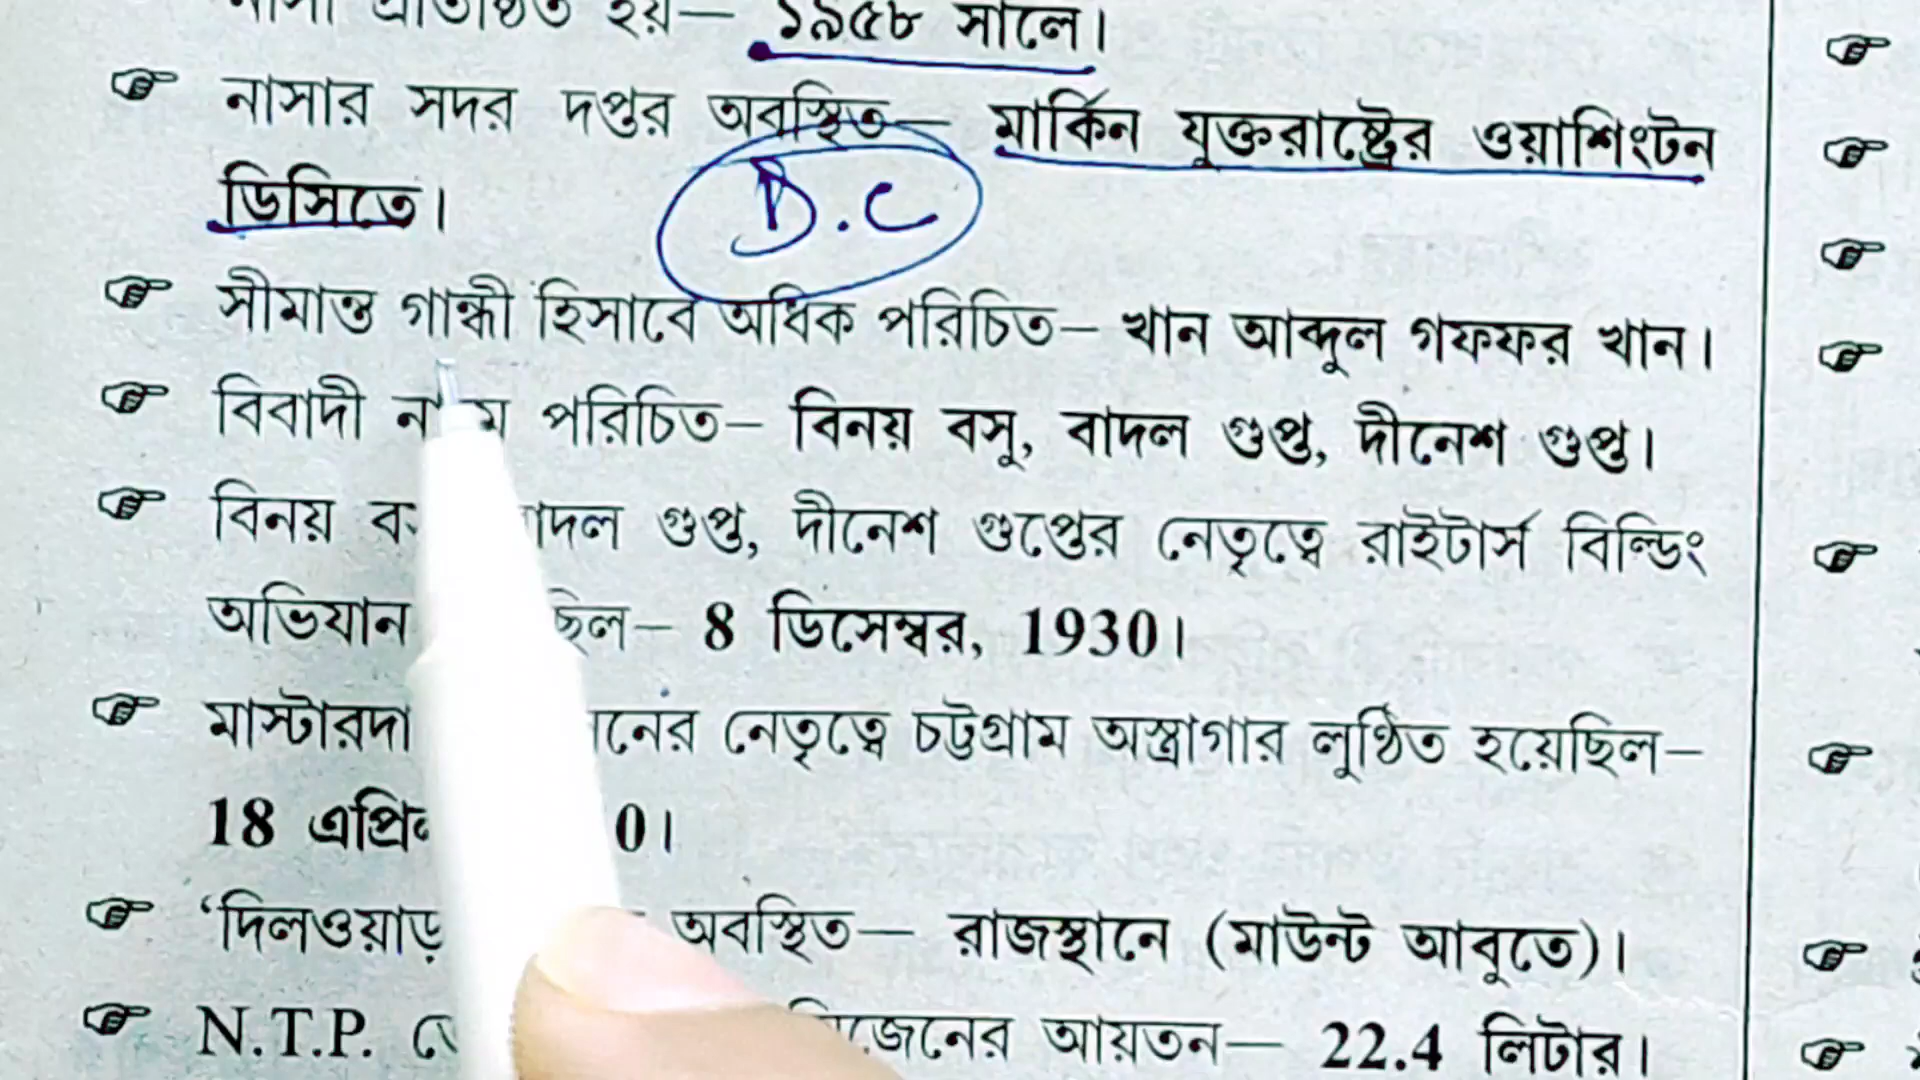 নাসা প্রতিষ্ঠিত হয়— ১৯৫৮ সালে।
নাসার সদর দপ্তর অবস্থিত— মার্কিন যুক্তরাষ্ট্রের ওয়াশিংটন
ডিসিতে।
D.C
সীমান্ত গান্ধী হিসাবে অধিক পরিচিত— খান আব্দুল গফফর খান।
বিবাদী পরিচিত— বিনয় বসু, বাদল গুপ্ত, দীনেশ গুপ্ত।
বিনয় গুপ্ত, দীনেশ গুপ্তের নেতৃত্বে রাইটার্স বিল্ডিং
অভিযান — 8 ডিসেম্বর, 1930।
মাস্টারদা নেতৃত্বে চট্টগ্রাম অস্ত্রাগার লুণ্ঠিত হয়েছিল—
18
অবস্থিত— রাজস্থানে (মাউন্ট আবুতে)।
N.T.P. আয়তন— 22.4 লিটার।